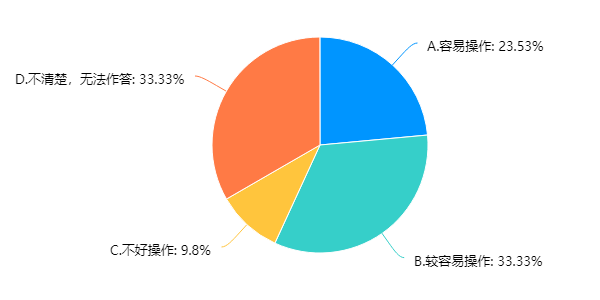 A.容易操作: 23.53%
D.不清楚，无法作答: 33.33%
C.不好操作: 9.8%
B.较容易操作: 33.33%